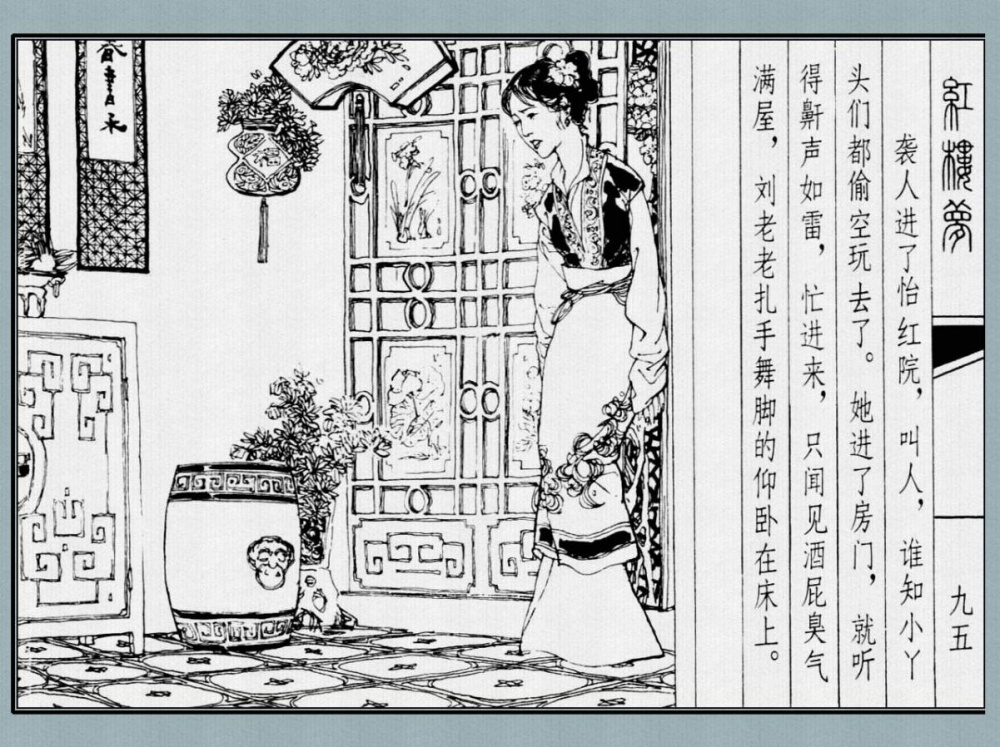 红楼梦
九五
袭人进了怡红院，叫人，谁知小丫
头们都偷空玩去了。她进了房门，就听
得鼾声如雷，忙进来，只闻见酒屁臭气
满屋，刘老老扎手舞脚的仰卧在床上。